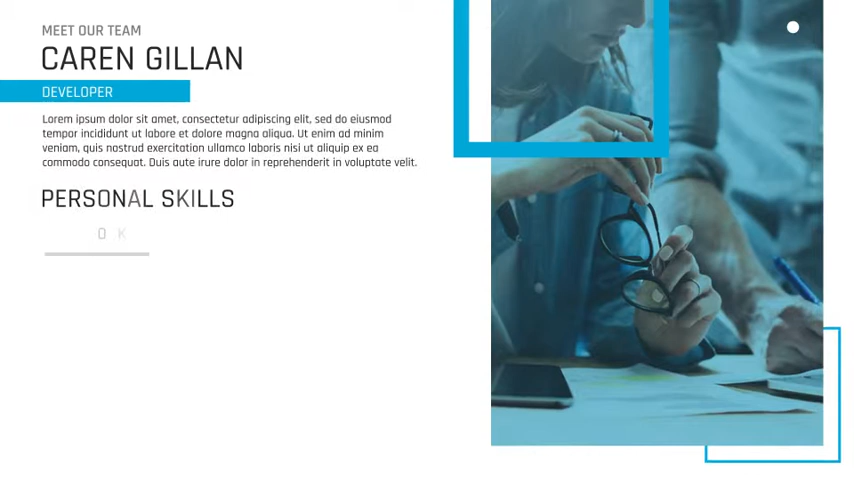 MEET OUR TEAM
CAREN GILLAN
DEVELOPER
Lorem ipsum dolor sit amet, consectetur adipiscing elit, sed do eiusmod
tempor incididunt ut labore et dolore magna aliqua. Ut enim ad minim
veniam, quis nostrud exercitation ullamco laboris nisi ut aliquip ex ea
commodo consequat. Duis aute irure dolor in reprehenderit in voluptate velit.
PERSONAL SKILLS